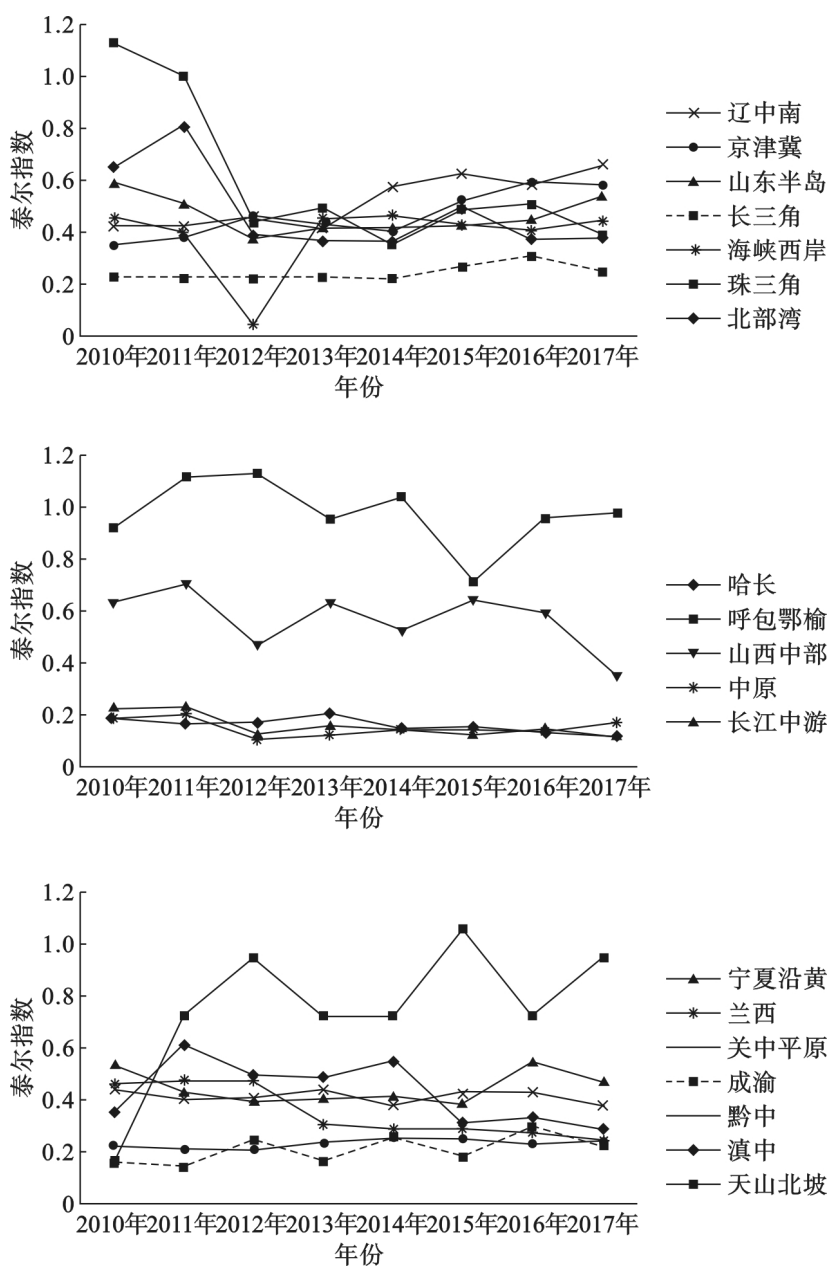 1.2
1.0
0.8
0.6
0.4
0.2
0
泰尔指数
2010年2011年2012年2013年2014年2015年2016年2017年
年份
辽中南
京津冀
山东半岛
长三角
海峡西岸
珠三角
北部湾
1.2
1.0
0.8
0.6
0.4
0.2
0
泰尔指数
2010年2011年2012年2013年2014年2015年2016年2017年
年份
哈长
呼包鄂榆
山西中部
中原
长江中游
1.2
1.0
0.8
0.6
0.4
0.2
0
泰尔指数
2010年2011年2012年2013年2014年2015年2016年2017年
年份
宁夏沿黄
兰西
关中平原
成渝
黔中
滇中
天山北坡